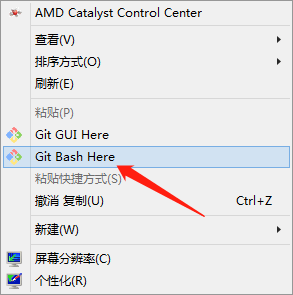 AMD Catalyst Control Center
查看(V)
排序方式(O)
刷新(E)
粘贴(P)
Git GUI Here
Git Bash Here
粘贴快捷方式(S)
撤消 复制(U) Ctrl+Z
新建(W)
屏幕分辨率(C)
个性化(R)